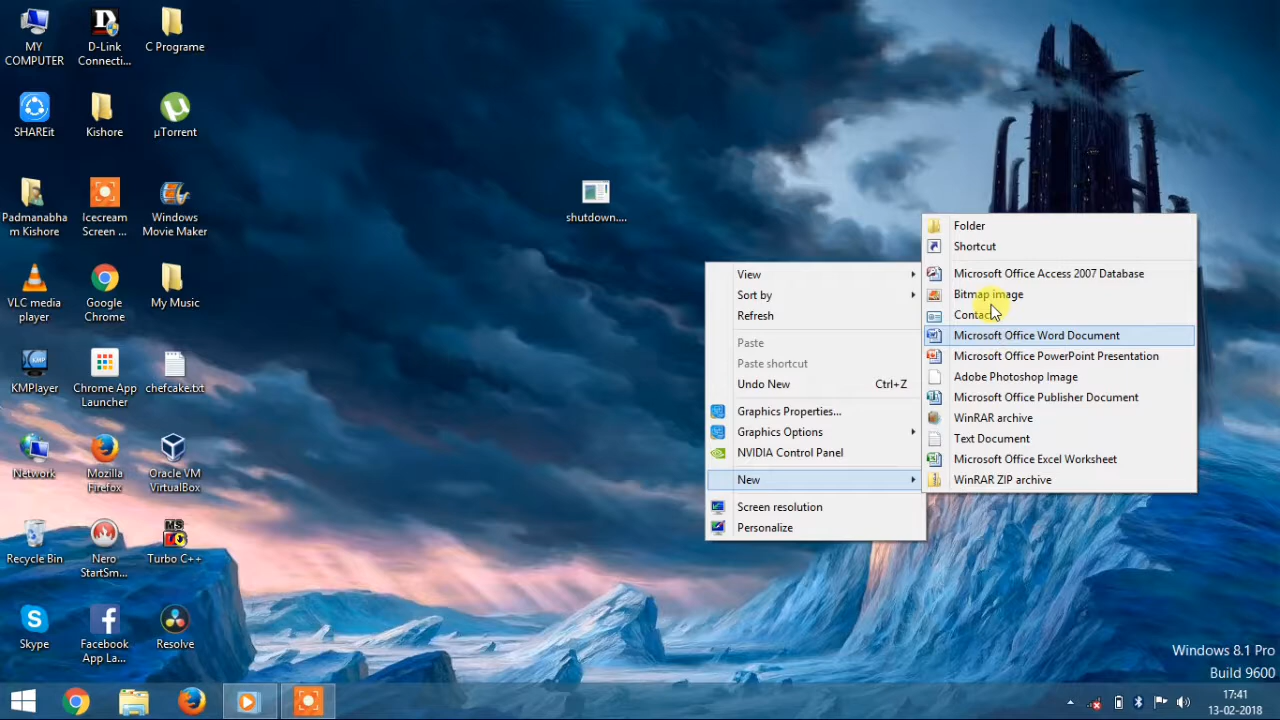 MY
COMPUTER
D-Link
Connecti...
C Programe
SHAREit
Kishore
µTorrent
Padmanabha
m Kishore
Icecream
Screen ...
Windows
Movie Maker
VLC media
player
Google
Chrome
My Music
KMPlayer
Chrome App
Launcher
chefcake.txt
Network
Mozilla
Firefox
Oracle VM
VirtualBox
Recycle Bin
Nero
StartSm...
Turbo C++
Skype
Facebook
App La...
Resolve
shutdown....
View
Sort by
Refresh
Paste
Paste shortcut
Undo New Ctrl+Z
Graphics Properties...
Graphics Options
NVIDIA Control Panel
New
Screen resolution
Personalize
Folder
Shortcut
Microsoft Office Access 2007 Database
Bitmap image
Contact
Microsoft Office Word Document
Microsoft Office PowerPoint Presentation
Adobe Photoshop Image
Microsoft Office Publisher Document
WinRAR archive
Text Document
Microsoft Office Excel Worksheet
WinRAR ZIP archive
Windows 8.1 Pro
Build 9600
17:41
13-02-2018